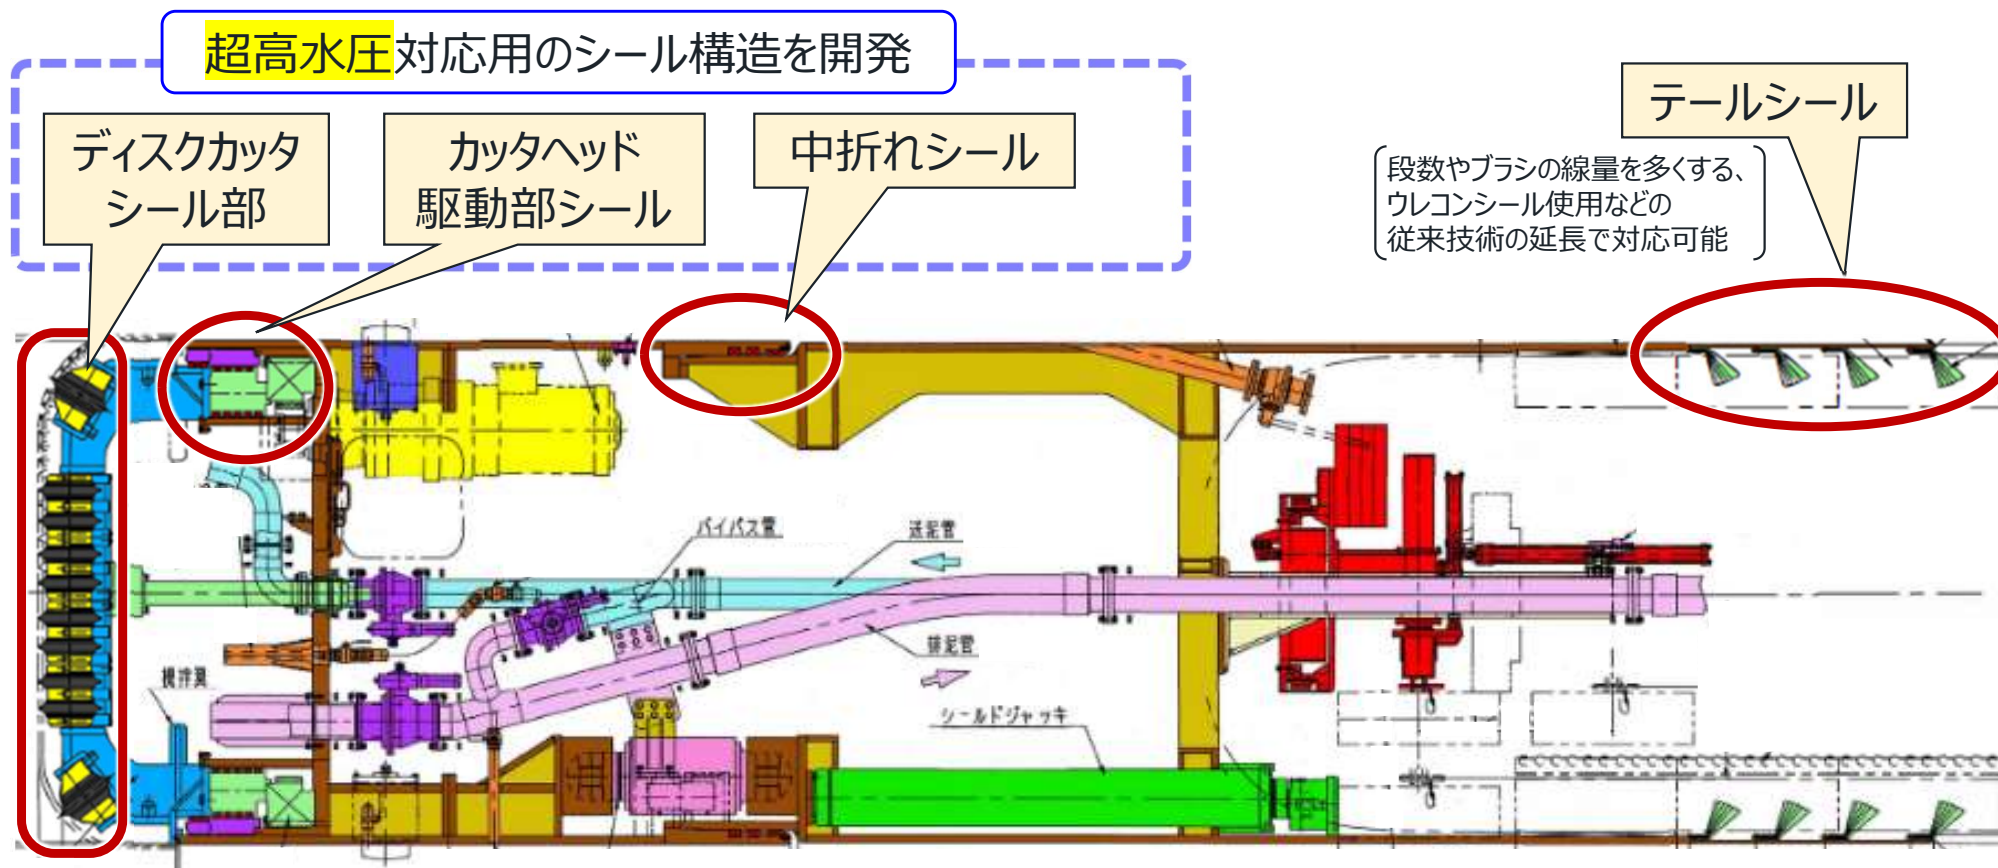 超高水圧対応用のシール構造を開発
ディスクカッタ
シール部
カッタヘッド
駆動部シール
中折れシール
テールシール
段数やブラシの線量を多くする、
ウレコンシール使用などの
従来技術の延長で対応可能
バイパス管
送泥管
排泥管
撹拌翼
シールドジャッキ